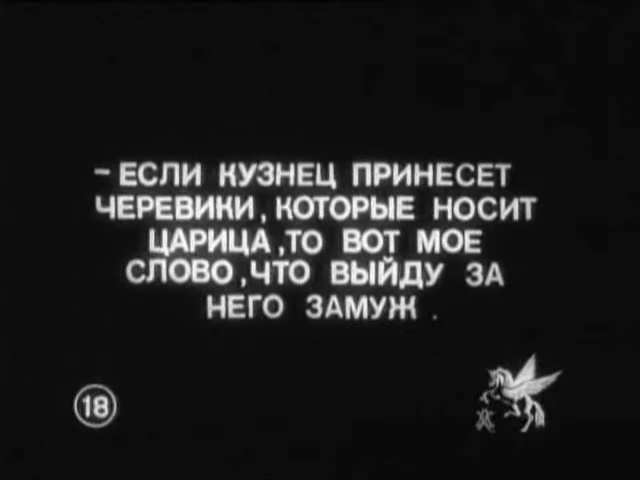 - ЕСЛИ КУЗНЕЦ ПРИНЕСЕТ
ЧЕРЕВИКИ, КОТОРЫЕ НОСИТ
ЦАРИЦА ,ТО ВОТ МОЕ
СЛОВО ,ЧТО ВЫЙДУ ЗА
НЕГО ЗАМУЖ .
18